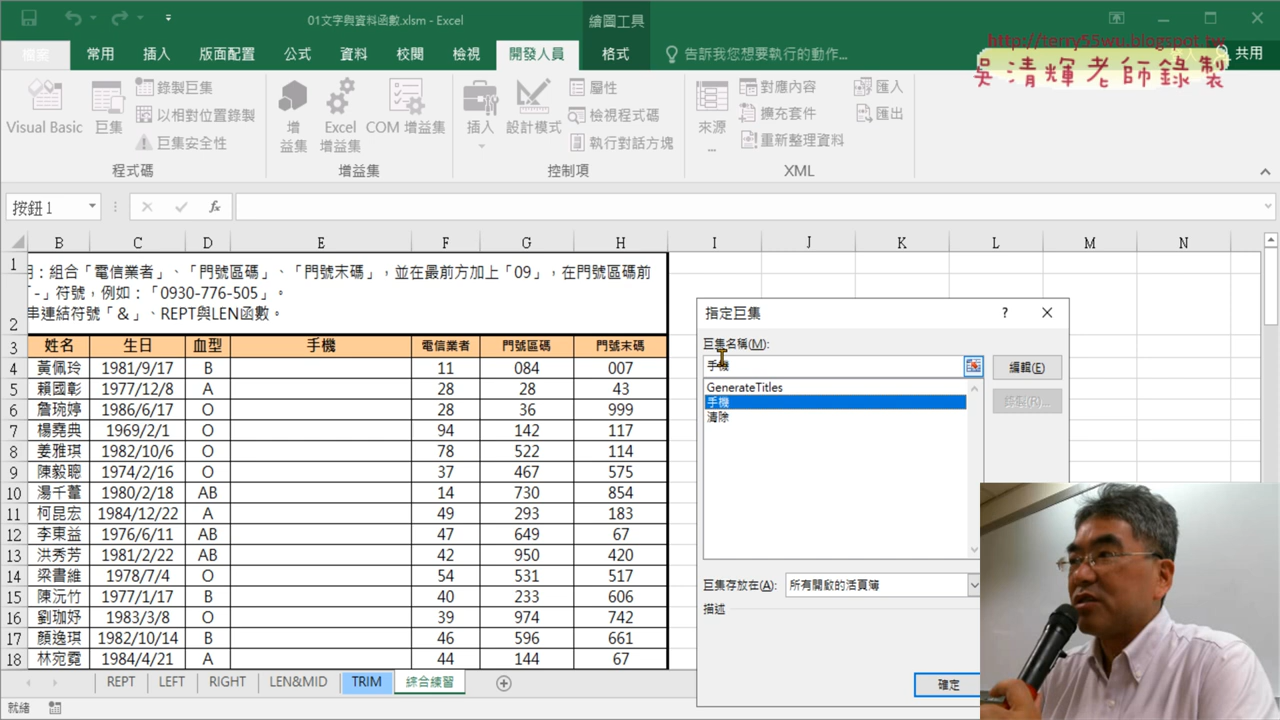 01文字與資料函數.xlsm - Excel
繪圖工具
檔案
常用
插入
版面配置
公式
資料
校閱
檢視
開發人員
格式
告訴我您想要執行的動作...
共用
http://terry55wu.blogspot.tw
吳清輝老師錄製
Visual Basic
巨集
錄製巨集
以相對位置錄製
巨集安全性
程式碼
增益集
Excel 增益集
COM 增益集
增益集
插入
設計模式
屬性
檢視程式碼
執行對話方塊
控制項
來源
...
對應內容
擴充套件
重新整理資料
匯入
匯出
XML
按鈕 1
fx
B C D E F G H I J K L M N
1
：組合「電信業者」、「門號區碼」、「門號末碼」，並在最前方加上「09」，在門號區碼前
「-」符號，例如：「0930-776-505」。
2
串連結符號「＆」、REPT與LEN函數。
3 姓名 生日 血型 手機 電信業者 門號區碼 門號末碼
4 黃佩玲 1981/9/17 B 11 084 007
5 賴國彰 1977/12/8 A 28 28 43
6 詹琬婷 1986/6/17 O 28 36 999
7 楊堯典 1969/2/1 O 94 142 117
8 姜雅琪 1982/10/6 O 78 522 114
9 陳毅聰 1974/2/16 O 37 467 575
10 湯千蕙 1980/2/18 AB 14 730 854
11 柯昆宏 1984/12/22 A 49 293 183
12 李東益 1976/6/11 AB 47 649 67
13 洪秀芳 1981/2/22 AB 42 950 420
14 梁書維 1978/7/4 O 54 531 517
15 陳沅竹 1977/1/17 B 40 233 606
16 劉珈妤 1983/3/8 O 39 974 742
17 顏逸琪 1982/10/14 B 46 596 661
18 林宛霓 1984/4/21 A 44 144 67
指定巨集
?
巨集名稱(M):
手機
GenerateTitles
手機
清除
編輯(E)
錄製(R)...
巨集存放在(A):
所有開啟的活頁簿
描述
確定
REPT
LEFT
RIGHT
LEN&MID
TRIM
綜合練習
就緒